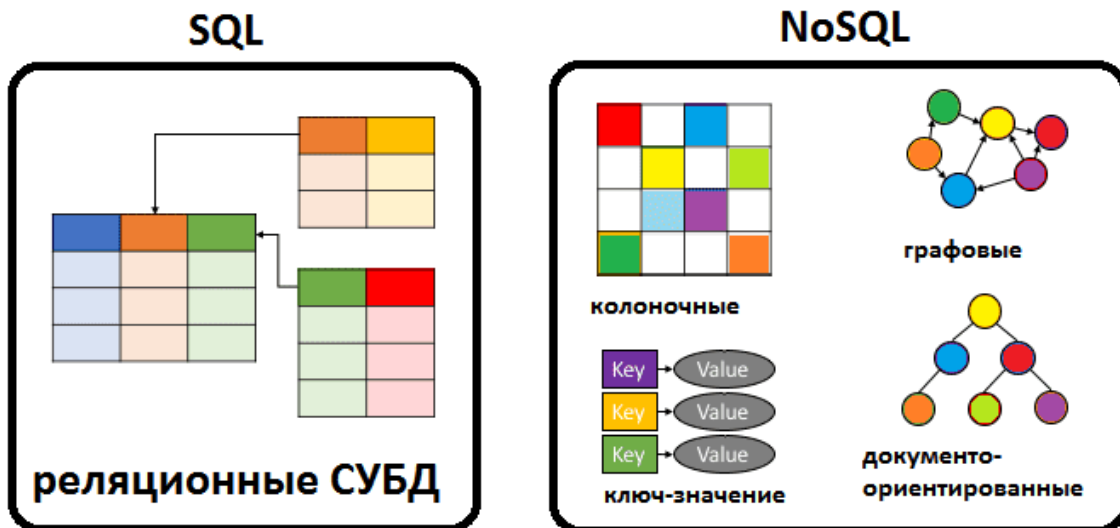 SQL
реляционные СУБД
NoSQL
колоночные
графовые
Key
Value
Key
Value
Key
Value
ключ-значение
документо-
ориентированные